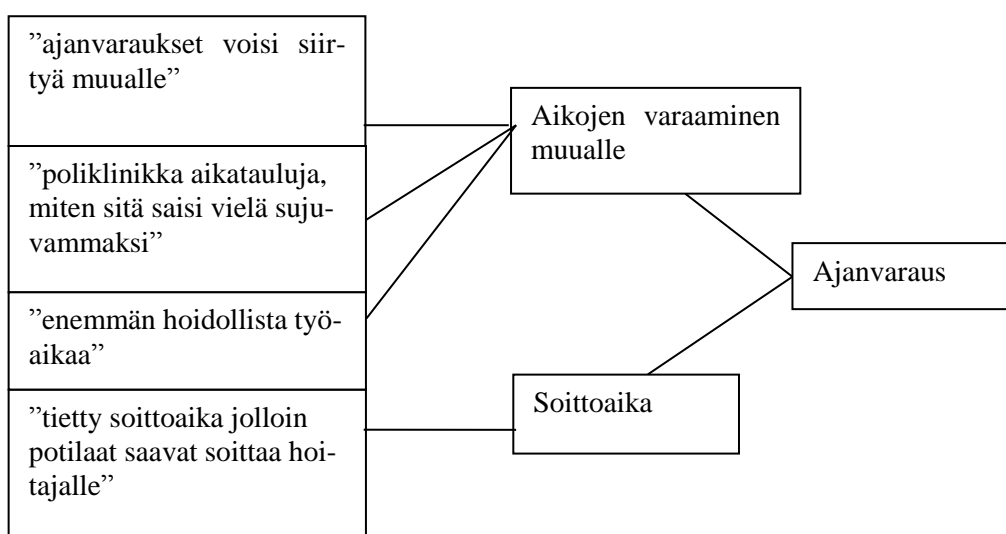 ”ajanvaraukset voisi siir-
tyä muualle”
”poliklinikka aikatauluja,
miten sitä saisi vielä suju-
vammaksi”
”enemmän hoidollista työ-
aikaa”
”tietty soittoaika jolloin
potilaat saavat soittaa hoi-
tajalle”
Aikojen varaaminen
muualle
Soittoaika
Ajanvaraus